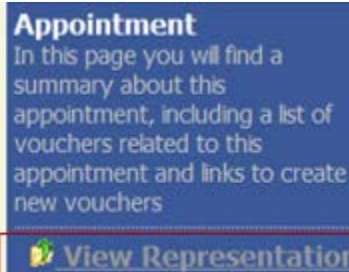 Appointment
In this page you will find a
summary about this
appointment, including a list of
vouchers related to this
appointment and links to create
new vouchers
View Representation